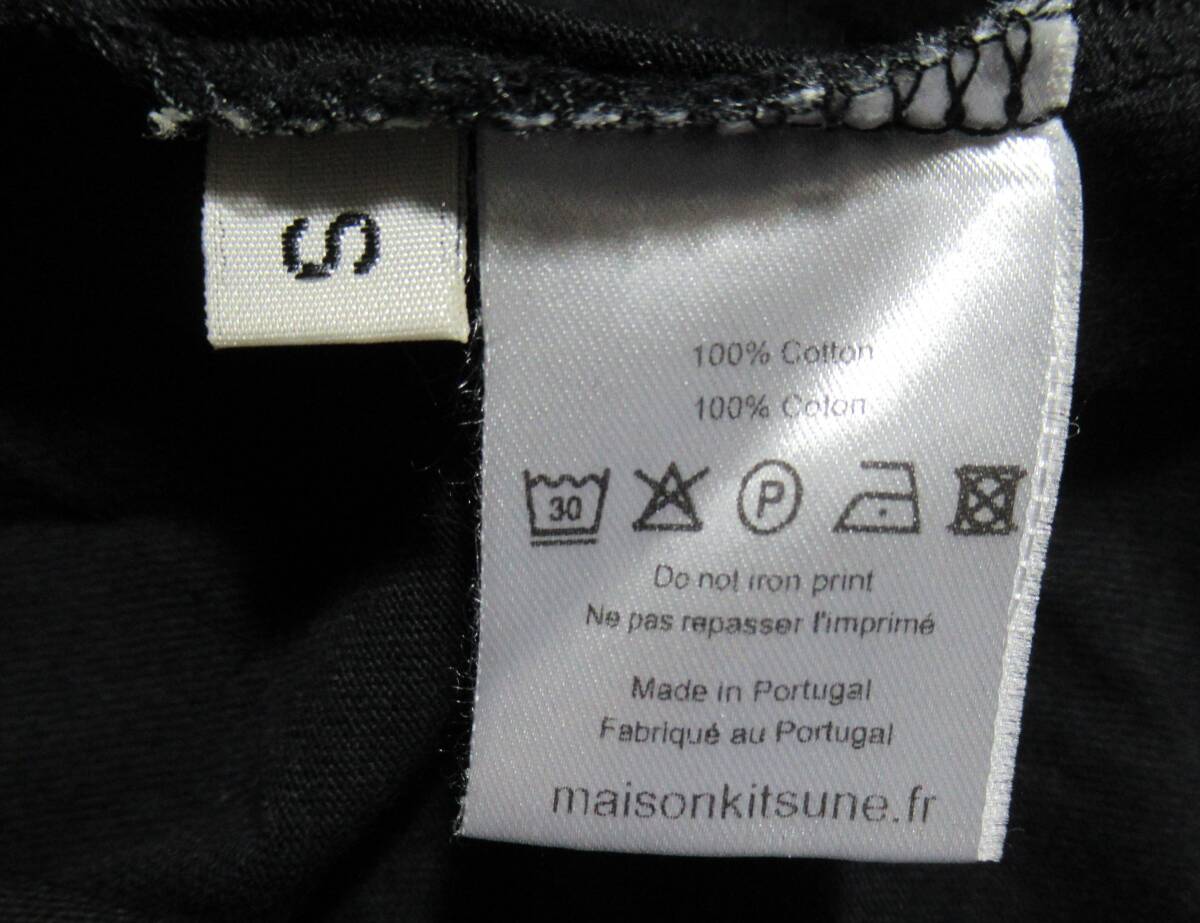 S
100% Cotton
100% Coton
30 P
Do not iron print
Ne pas repasser l'imprimé
Made in Portugal
Fabriqué au Portugal
maisonkitsune.fr